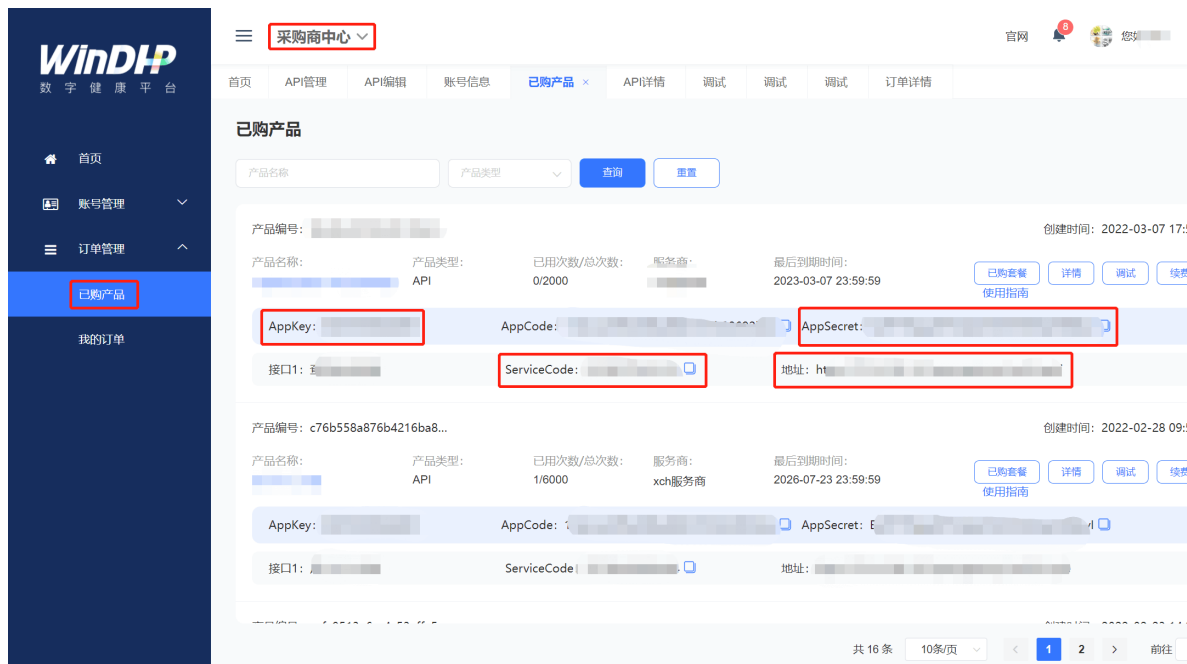 WinDHP
数字健康平台
采购商中心
官网
8
首页
API管理
API编辑
账号信息
已购产品 ×
API详情
调试
调试
调试
订单详情
首页
账号管理
订单管理
已购产品
我的订单
已购产品
产品名称
产品类型
查询
重置
产品编号:
创建时间: 2022-03-07 17:
产品名称:
产品类型:
已用次数/总次数:
服务商:
最后到期时间:
API
0/2000
2023-03-07 23:59:59
已购套餐
详情
调试
续费
使用指南
AppKey:
AppCode:
AppSecret:
接口1:
ServiceCode:
地址:
产品编号: c76b558a876b4216ba8...
创建时间: 2022-02-28 09:
产品名称:
产品类型:
已用次数/总次数:
服务商:
最后到期时间:
API
1/6000
xch服务商
2026-07-23 23:59:59
已购套餐
详情
调试
续费
使用指南
AppKey:
AppCode:
AppSecret:
接口1:
ServiceCode
地址:
共 16 条
10条/页
1
2
前往